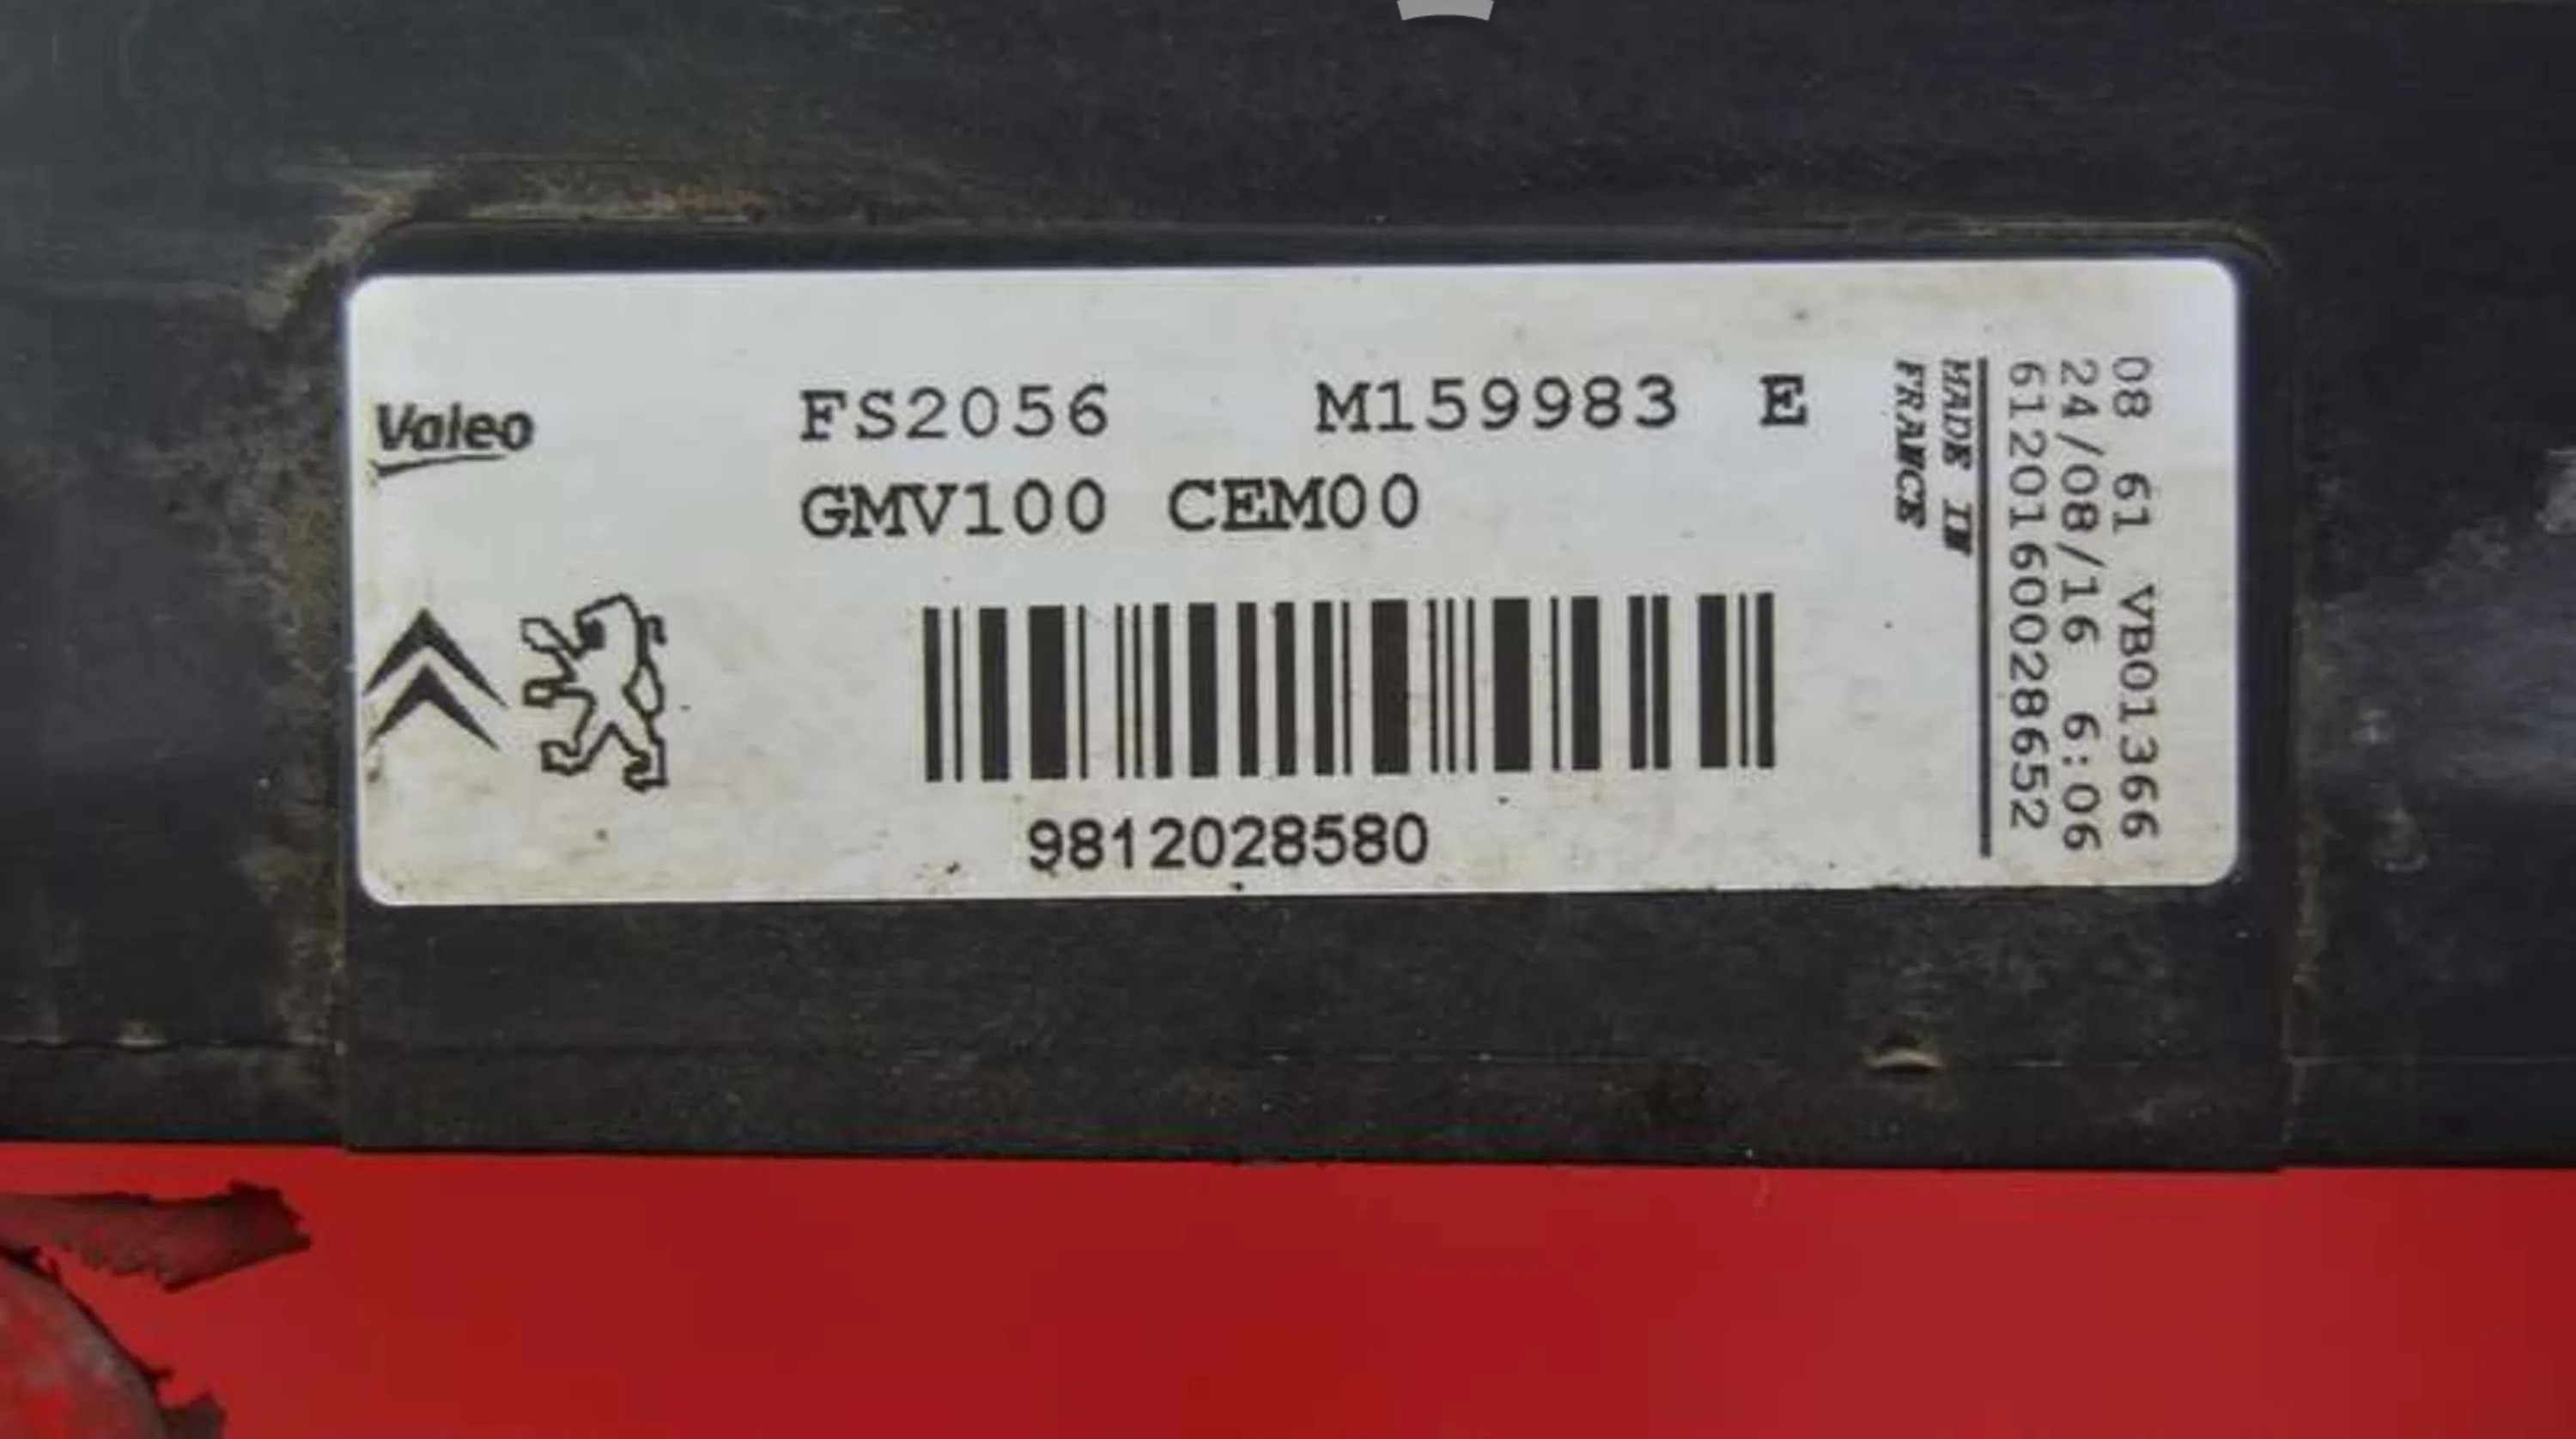 Valeo
FS2056 M159983 E
GMV100 CEM00
9812028580
MADE IN
FRANCE
08 61 VB01366
24/08/16 6:06
6120160028652